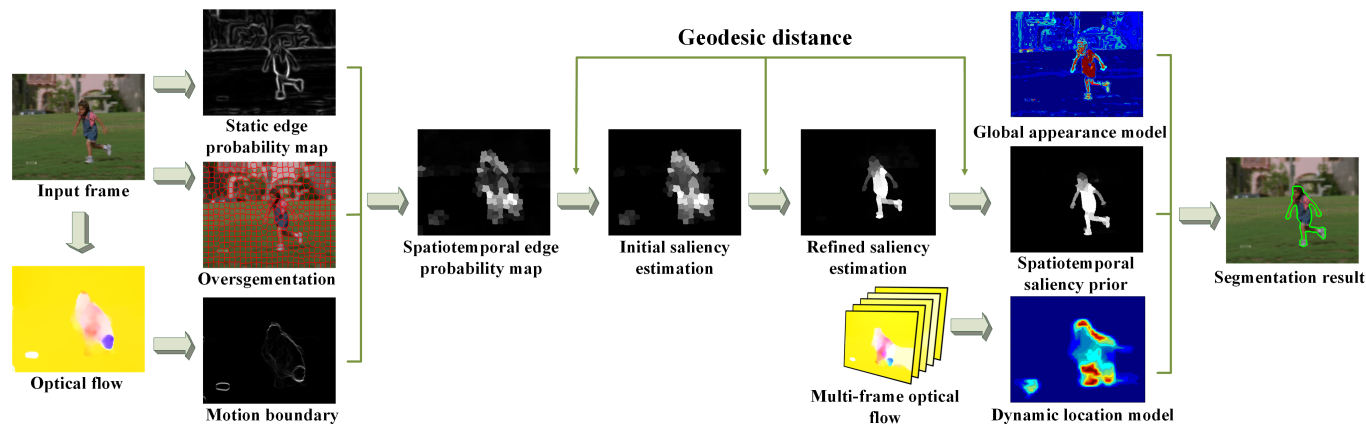 Geodesic distance
Input frame
Static edge
probability map
Oversgementation
Optical flow
Motion boundary
Spatiotemporal edge
probability map
Initial saliency
estimation
Refined saliency
estimation
Multi-frame optical
flow
Global appearance model
Spatiotemporal
saliency prior
Dynamic location model
Segmentation result